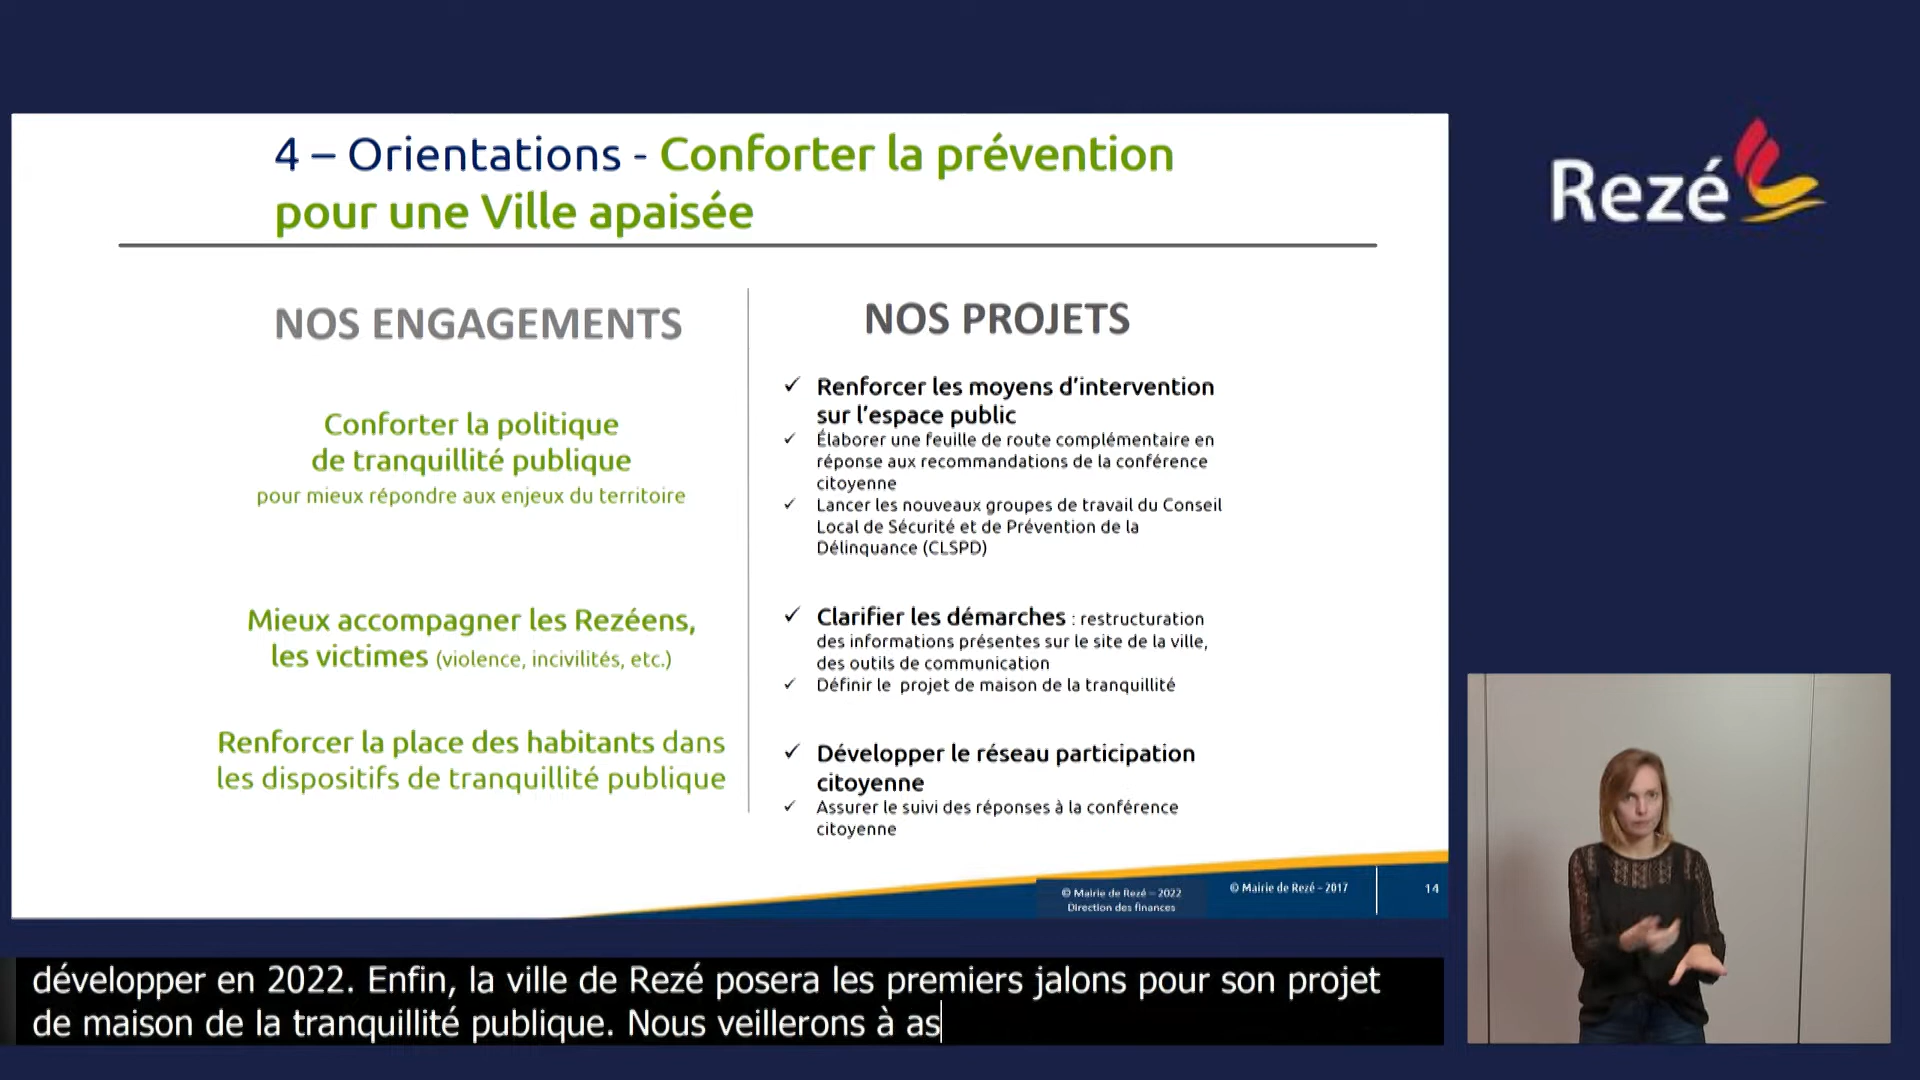 4 – Orientations - Conforter la prévention
pour une Ville apaisée
Rezé
NOS ENGAGEMENTS
Conforter la politique
de tranquillité publique
pour mieux répondre aux enjeux du territoire
Mieux accompagner les Rezéens,
les victimes (violence, incivilités, etc.)
Renforcer la place des habitants dans
les dispositifs de tranquillité publique
NOS PROJETS
✓ Renforcer les moyens d’intervention
sur l’espace public
✓ Élaborer une feuille de route complémentaire en
réponse aux recommandations de la conférence
citoyenne
✓ Lancer les nouveaux groupes de travail du Conseil
Local de Sécurité et de Prévention de la
Délinquance (CLSPD)
✓ Clarifier les démarches : restructuration
des informations présentes sur le site de la ville,
des outils de communication
✓ Définir le projet de maison de la tranquillité
✓ Développer le réseau participation
citoyenne
✓ Assurer le suivi des réponses à la conférence
citoyenne
© Mairie de Rezé – 2022
Direction des finances
© Mairie de Rezé – 2017
14
développer en 2022. Enfin, la ville de Rezé posera les premiers jalons pour son projet
de maison de la tranquillité publique. Nous veillerons à as